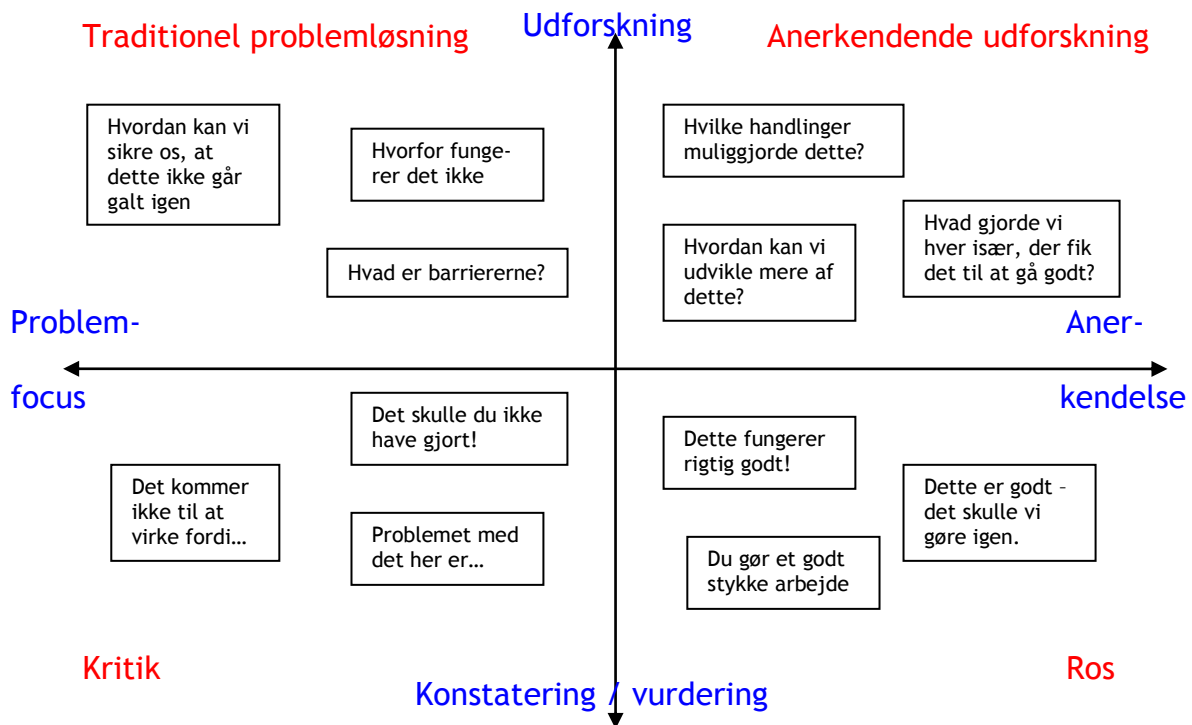 Traditionel problemløsning
Udforskning
Anerkendende udforskning
Hvordan kan vi
sikre os, at
dette ikke går
galt igen
Hvorfor funge-
rer det ikke
Hvad er barriererne?
Hvilke handlinger
muliggjorde dette?
Hvordan kan vi
udvikle mere af
dette?
Hvad gjorde vi
hver især, der fik
det til at gå godt?
Problem-
focus
Aner-
kendelse
Det skulle du ikke
have gjort!
Det kommer
ikke til at
virke fordi…
Problemet med
det her er…
Dette fungerer
rigtig godt!
Dette er godt –
det skulle vi
gøre igen.
Du gør et godt
stykke arbejde
Kritik
Konstatering / vurdering
Ros